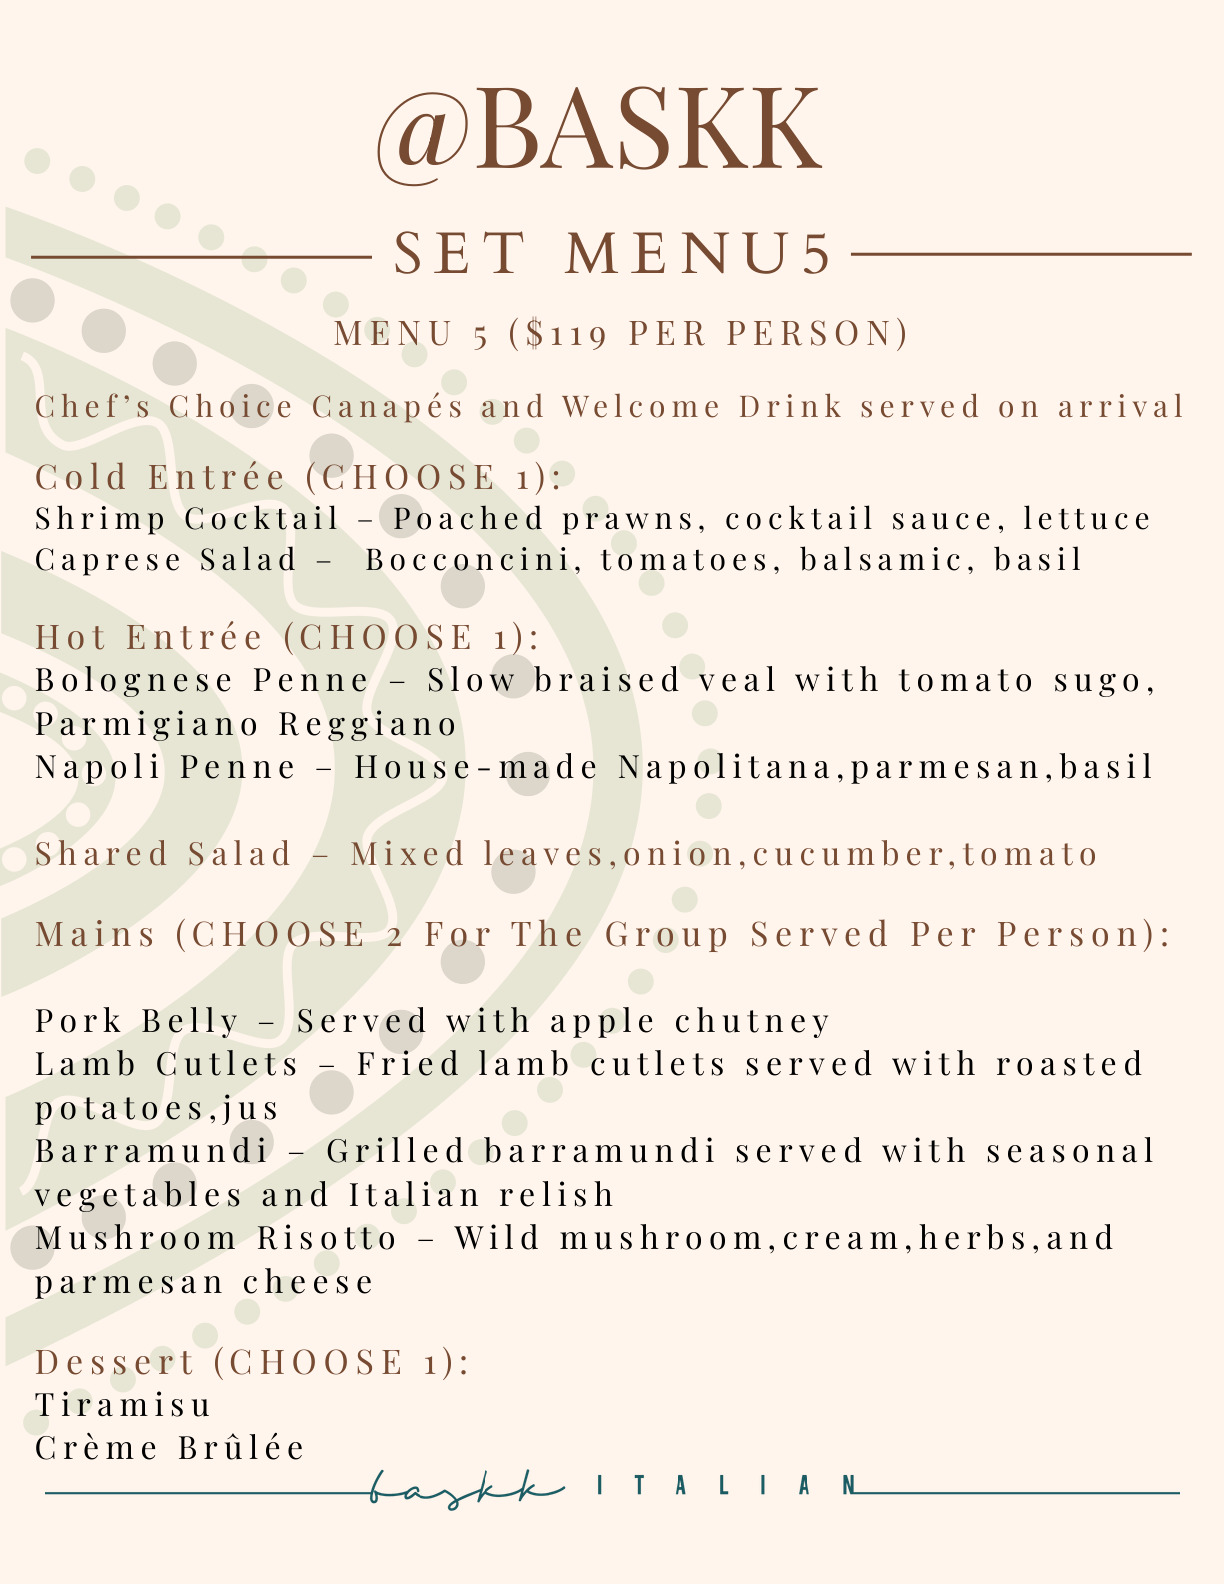 @BASKK
SET MENU5
MENU 5 ($119 PER PERSON)
Chef’s Choice Canapés and Welcome Drink served on arrival
Cold Entrée (CHOOSE 1):
Shrimp Cocktail – Poached prawns, cocktail sauce, lettuce
Caprese Salad – Bocconcini, tomatoes, balsamic, basil
Hot Entrée (CHOOSE 1):
Bolognese Penne – Slow braised veal with tomato sugo,
Parmigiano Reggiano
Napoli Penne – House-made Napolitana,parmesan,basil
Shared Salad – Mixed leaves,onion,cucumber,tomato
Mains (CHOOSE 2 For The Group Served Per Person):
Pork Belly – Served with apple chutney
Lamb Cutlets – Fried lamb cutlets served with roasted
potatoes,jus
Barramundi – Grilled barramundi served with seasonal
vegetables and Italian relish
Mushroom Risotto – Wild mushroom,cream,herbs,and
parmesan cheese
Dessert (CHOOSE 1):
Tiramisu
Crème Brûlée
baskk ITALIAN